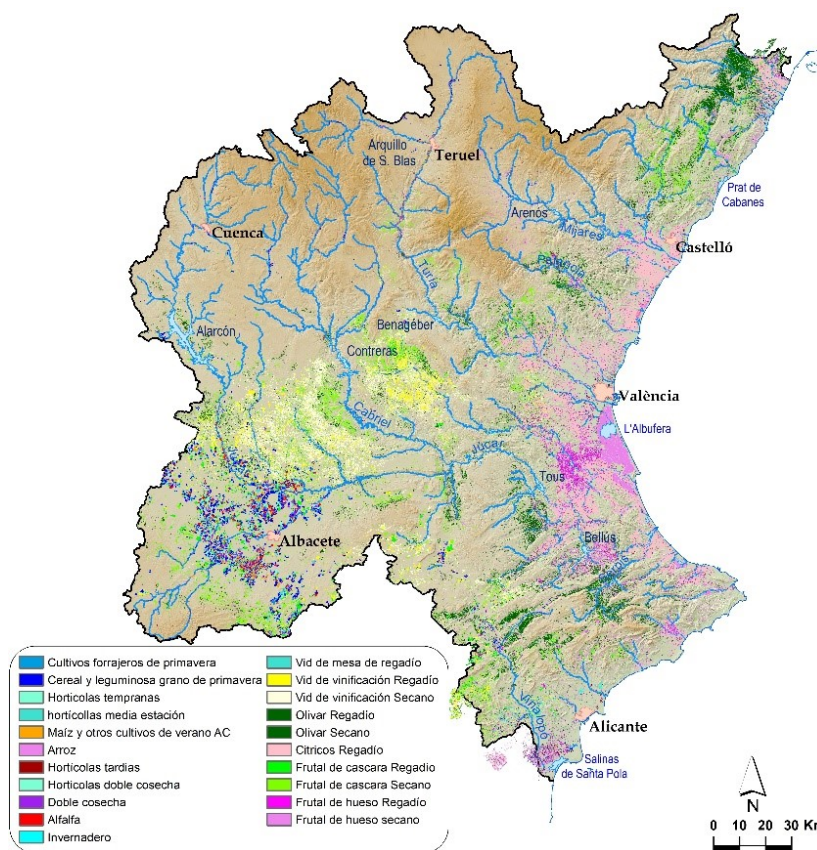 Arquillo
de S. Blas
Teruel
Prat de
Cabanes
Arenos
Mijares
Cuenca
Castelló
Palancia
Turia
Alarcón
Benagéber
Contreras
València
Cabriel
L'Albufera
Júcar
Tous
Albacete
Bellús
Serpis
Vinalopó
Alicante
Salinas
de Santa Pola
Cultivos forrajeros de primavera
Cereal y leguminosa grano de primavera
Horticolas tempranas
horticollas media estación
Maíz y otros cultivos de verano AC
Arroz
Horticolas tardias
Horticolas doble cosecha
Doble cosecha
Alfalfa
Invernadero
Vid de mesa de regadío
Vid de vinificación Regadío
Vid de vinificación Secano
Olivar Regadío
Olivar Secano
Citricos Regadío
Frutal de cascara Regadio
Frutal de cascara Secano
Frutal de hueso Regadío
Frutal de hueso secano
N
0 10 20 30 Km